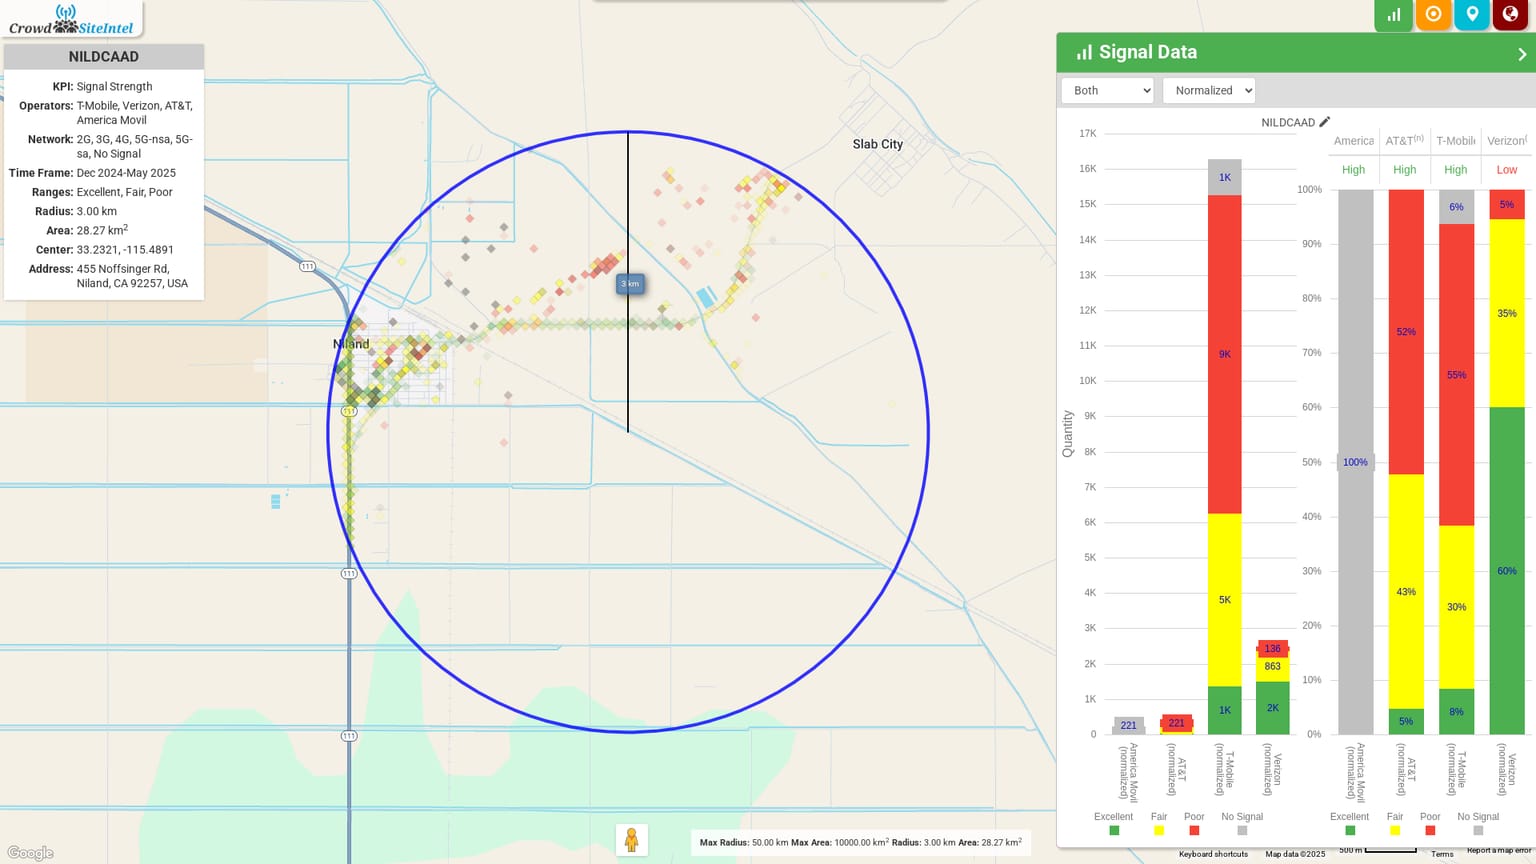 Crowd SiteIntel
NILDCAAD
KPI: Signal Strength
Operators: T-Mobile, Verizon, AT&T,
America Movil
Network: 2G, 3G, 4G, 5G-nsa, 5G-
sa, No Signal
Time Frame: Dec 2024-May 2025
Ranges: Excellent, Fair, Poor
Radius: 3.00 km
Area: 28.27 km2
Center: 33.2321, -115.4891
Address: 455 Noffsinger Rd,
Niland, CA 92257, USA
Slab City
111
3 km
Niland
111
111
111
Google
Max Radius: 50.00 km Max Area: 10000.00 km2 Radius: 3.00 km Area: 28.27 km2
Signal Data
Both
Normalized
NILDCAAD
America AT&T(n) T-Mobile Verizon(
High High High Low
Quantity
17K
16K
15K
14K
13K
12K
11K
10K
9K
8K
7K
6K
5K
4K
3K
2K
1K
0
221
221
1K
9K
5K
1K
136
863
2K
America Movil (normalized)
AT&T (normalized)
T-Mobile (normalized)
Verizon (normalized)
Excellent Fair Poor No Signal
100%
90%
80%
70%
60%
50%
40%
30%
20%
10%
0%
100%
52%
43%
5%
6%
55%
30%
8%
5%
35%
60%
America Movil (normalized)
AT&T (normalized)
T-Mobile (normalized)
Verizon (normalized)
Excellent Fair Poor No Signal
Keyboard shortcuts Map data ©2025 500 m Terms Report a map error